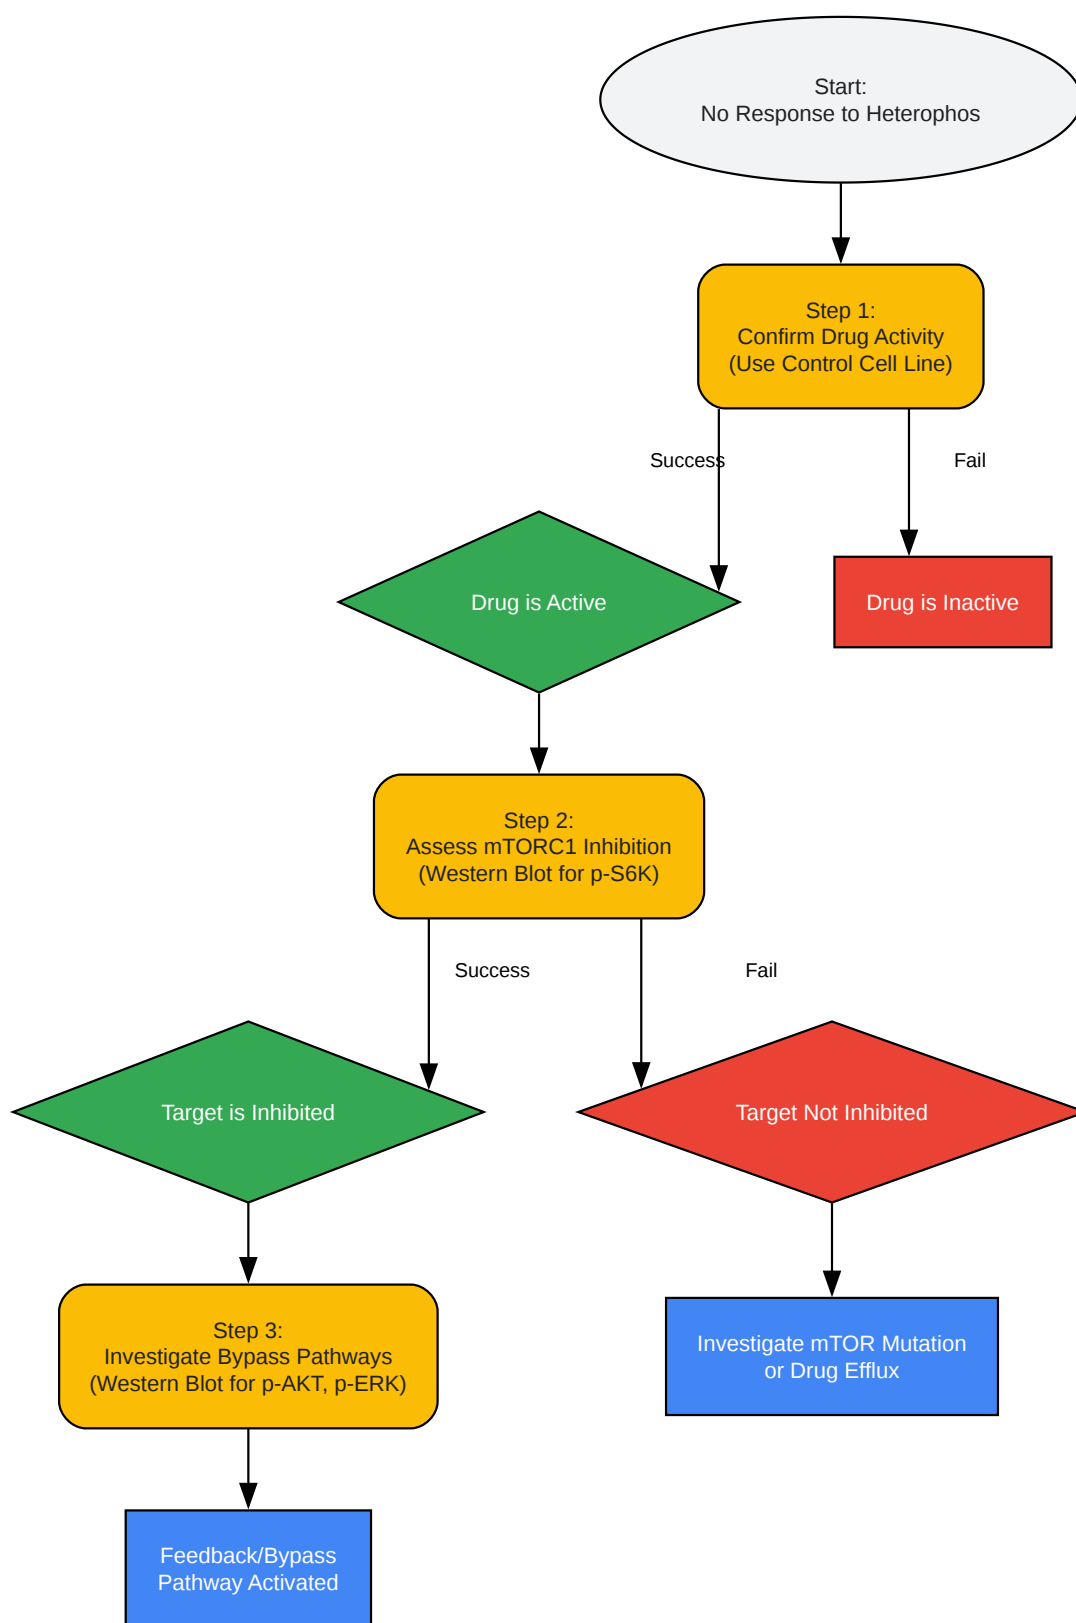 Start:
No Response to Heterophos
Step 1:
Confirm Drug Activity
(Use Control Cell Line)
Success
Fail
Drug is Active
Drug is Inactive
Step 2:
Assess mTORC1 Inhibition
(Western Blot for p-S6K)
Success
Fail
Target is Inhibited
Target Not Inhibited
Step 3:
Investigate Bypass Pathways
(Western Blot for p-AKT, p-ERK)
Investigate mTOR Mutation
or Drug Efflux
Feedback/Bypass
Pathway Activated